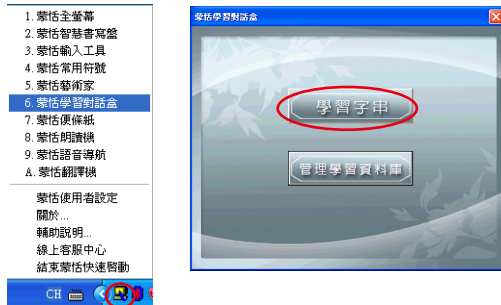 1. 蒙恬全螢幕
2. 蒙恬智慧書寫盤
3. 蒙恬輸入工具
4. 蒙恬常用符號
5. 蒙恬藝術家
6. 蒙恬學習對話盒
7. 蒙恬便條紙
8. 蒙恬朗讀機
9. 蒙恬語音導航
A. 蒙恬翻譯機
蒙恬使用者設定
關於...
輔助說明...
線上客服中心
結束蒙恬快速啓動
CH
蒙恬學習對話盒
學習字串
管理學習資料庫